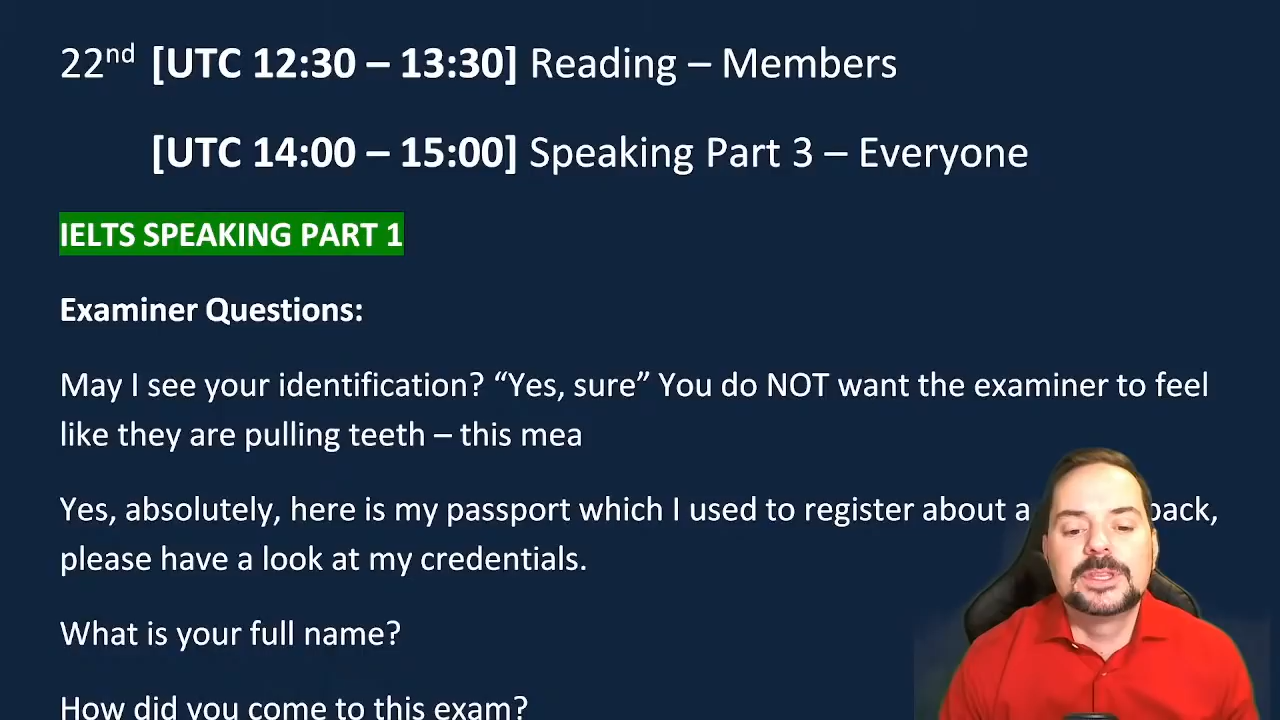 22nd [UTC 12:30 – 13:30] Reading – Members
[UTC 14:00 – 15:00] Speaking Part 3 – Everyone
IELTS SPEAKING PART 1
Examiner Questions:
May I see your identification? “Yes, sure” You do NOT want the examiner to feel
like they are pulling teeth – this mea
Yes, absolutely, here is my passport which I used to register about a back,
please have a look at my credentials.
What is your full name?
How did you come to this exam?